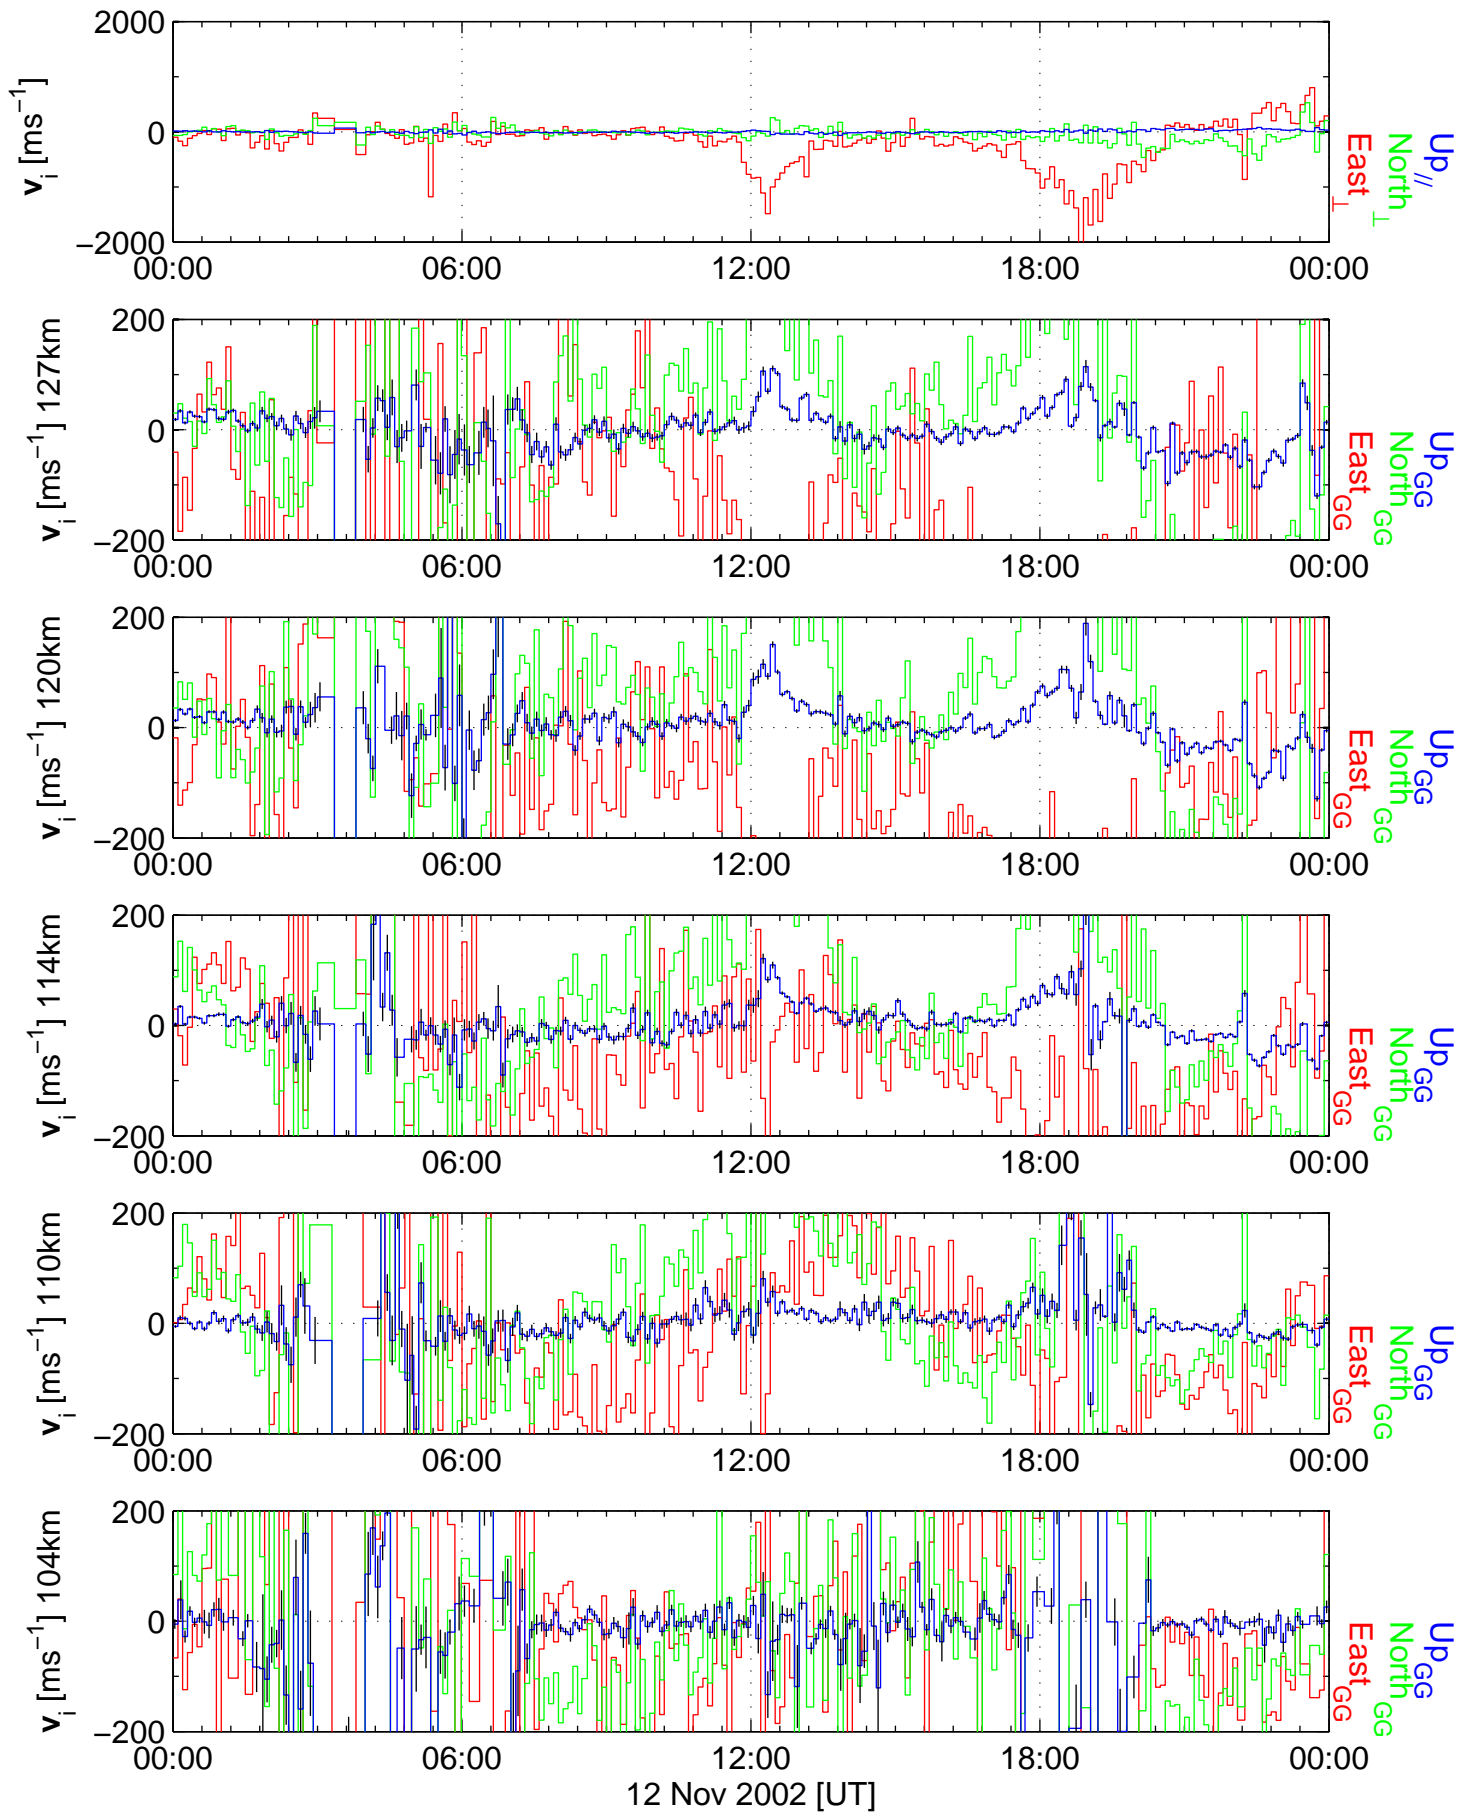 2000
0
−2000
v_i [ms⁻¹]
00:00 06:00 12:00 18:00 00:00
Up_//
North_⊥
East_⊥
200
0
−200
v_i [ms⁻¹] 127km
00:00 06:00 12:00 18:00 00:00
Up_GG
North_GG
East_GG
200
0
−200
v_i [ms⁻¹] 120km
00:00 06:00 12:00 18:00 00:00
Up_GG
North_GG
East_GG
200
0
−200
v_i [ms⁻¹] 114km
00:00 06:00 12:00 18:00 00:00
Up_GG
North_GG
East_GG
200
0
−200
v_i [ms⁻¹] 110km
00:00 06:00 12:00 18:00 00:00
Up_GG
North_GG
East_GG
200
0
−200
v_i [ms⁻¹] 104km
00:00 06:00 12:00 18:00 00:00
Up_GG
North_GG
East_GG
12 Nov 2002 [UT]